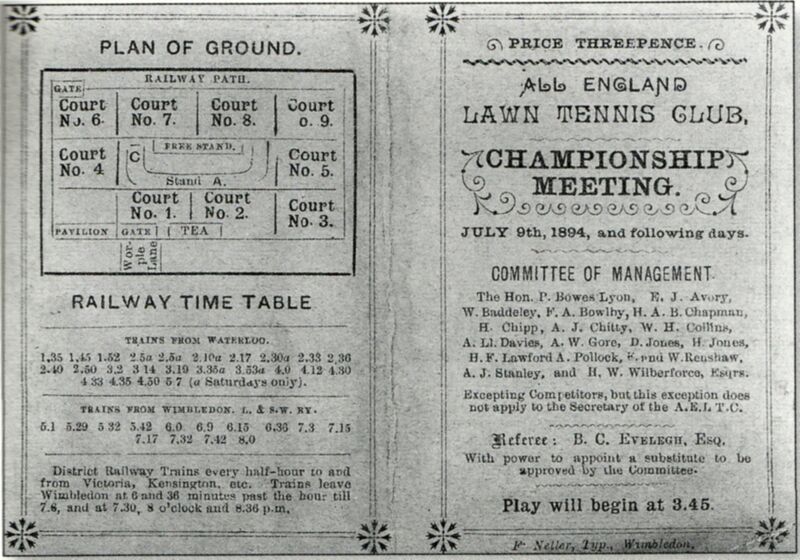 PLAN OF GROUND.
RAILWAY PATH.
GATE
Court No. 6.
Court No. 7.
Court No. 8.
Court o. 9.
Court No. 4
C
FREE STAND.
Stand A.
Court No. 5.
Court No. 1.
Court No. 2.
Court No. 3.
PAVILION
GATE
TEA
Wor-
ple
Lane
RAILWAY TIME TABLE
TRAINS FROM WATERLOO.
1.35 1.45 1.52 2.5a 2.5a 2.10a 2.17 2.30a 2.33 2.36
2.40 2.50 3.2 3 14 3.19 3.35a 3.53a 4.0 4.12 4.30
4 33 4.35 4.50 5 7 (a Saturdays only).
TRAINS FROM WIMBLEDON. L. & S.W. RY.
5.1 5.29 5 32 5.42 6.0 6.9 6.15 6.36 7.3 7.15
7.17 7.32 7.42 8.0
District Railway Trains every half-hour to and
from Victoria, Kensington, etc. Trains leave
Wimbledon at 6 and 36 minutes past the hour till
7.6, and at 7.30, 8 o'clock and 8.36 p.m.
PRICE THREEPENCE.
ALL ENGLAND
LAWN TENNIS CLUB,
CHAMPIONSHIP
MEETING.
JULY 9th, 1894, and following days.
COMMITTEE OF MANAGEMENT.
The Hon. P. Bowes Lyon, E. J. Avory,
W. Baddeley, F. A. Bowlby, H. A. B. Chapman,
H. Chipp, A. J. Chitty, W. H. Collins,
A. Ll. Davies, A. W. Gore, D. Jones, H. Jones,
H. F. Lawford A. Pollock, E. and W. Renshaw,
A. J. Stanley, and H. W. Wilberforce, Esqrs.
Excepting Competitors, but this exception does
not apply to the Secretary of the A.E.L T.C.
Referee: B. C. EVELEGH, ESQ.
With power to appoint a substitute to be
approved by the Committee.
Play will begin at 3.45.
F. Neller, Typ., Wimbledon.